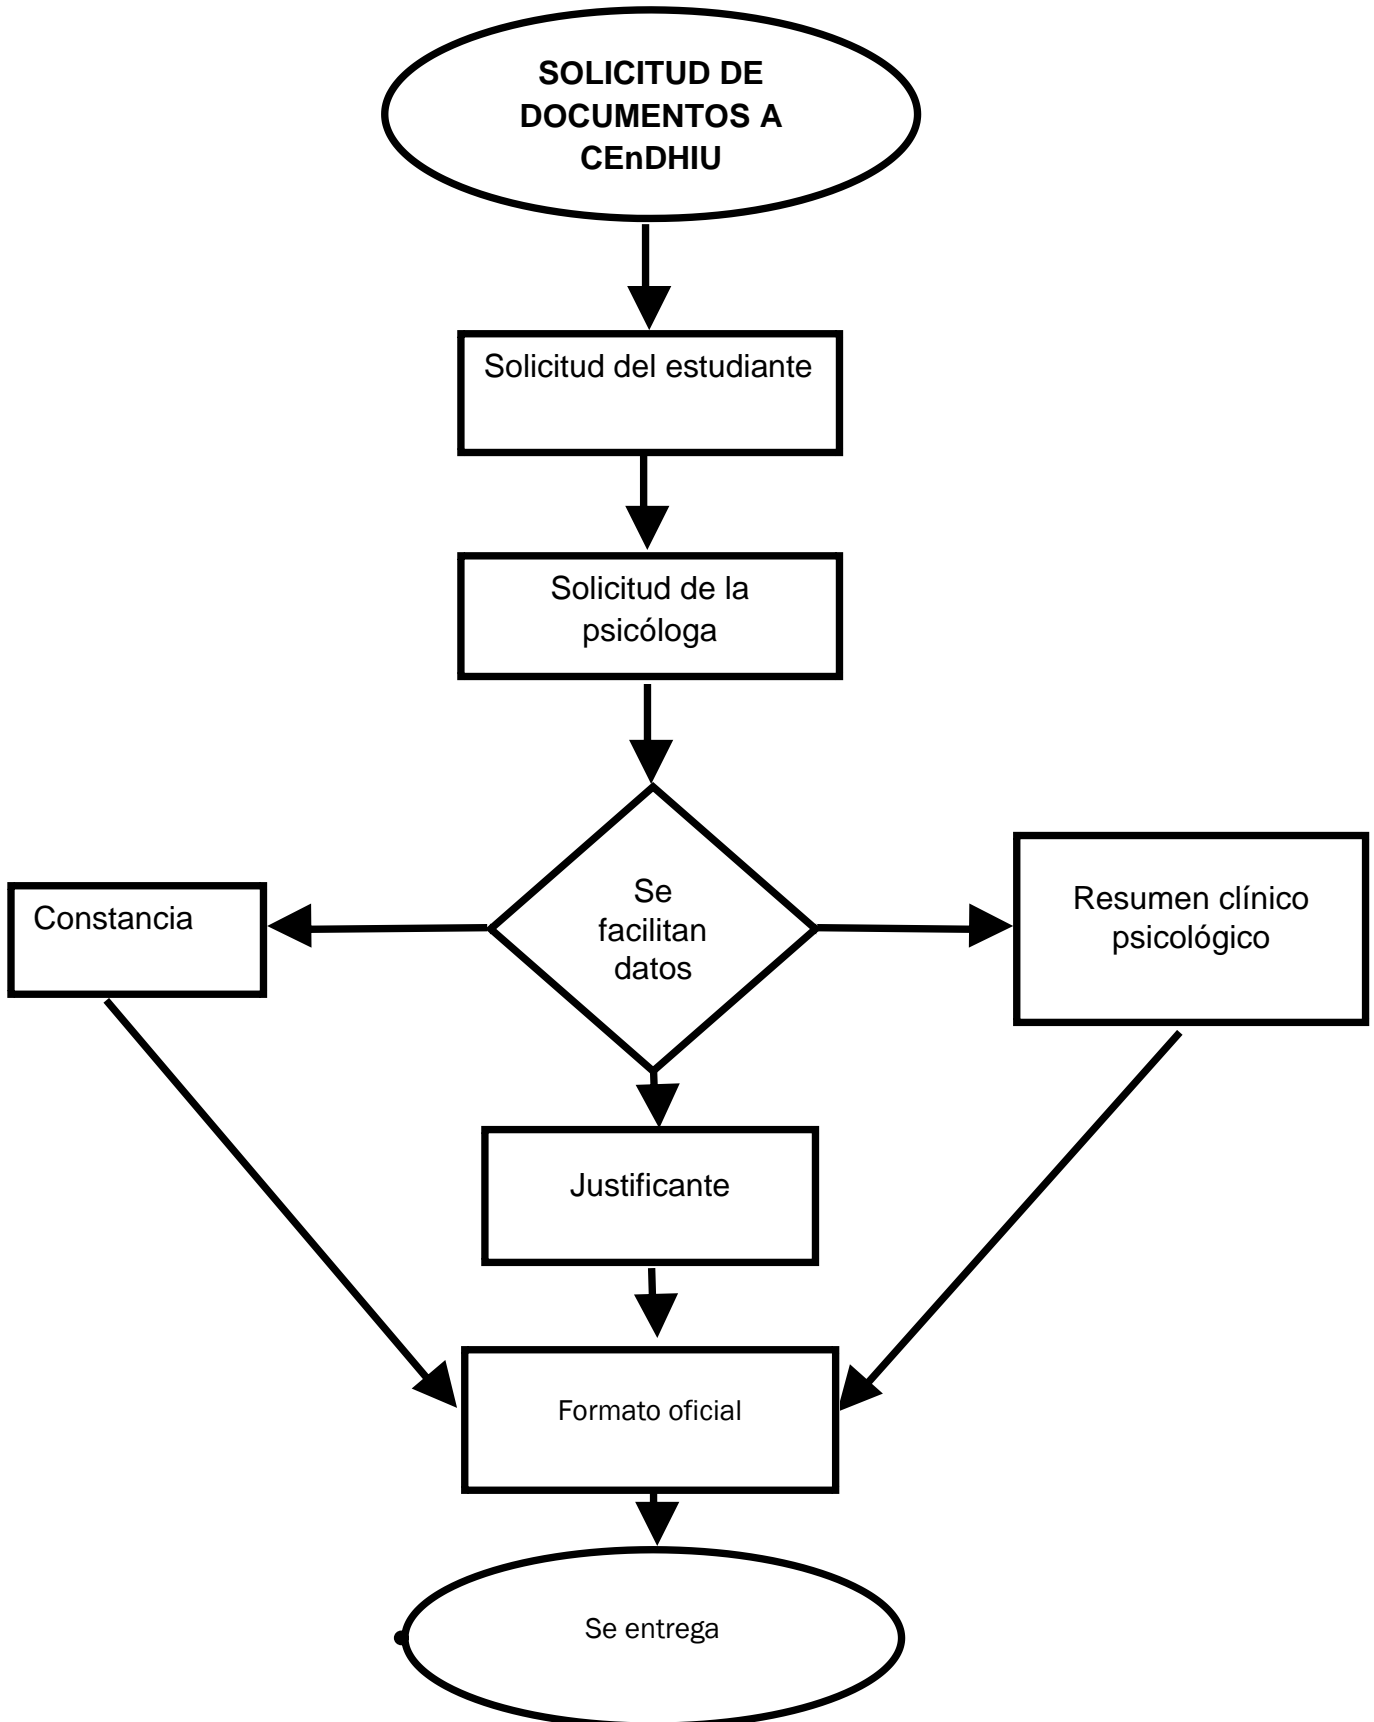 SOLICITUD DE
DOCUMENTOS A
CEnDHIU
Solicitud del estudiante
Solicitud de la
psicóloga
Se
facilitan
datos
Constancia
Resumen clínico
psicológico
Justificante
Formato oficial
Se entrega